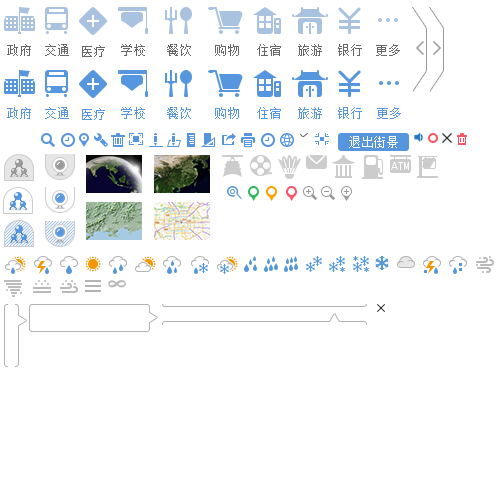 政府 交通 医疗 学校 餐饮 购物 住宿 旅游 银行 更多
政府 交通 医疗 学校 餐饮 购物 住宿 旅游 银行 更多
退出街景
ATM